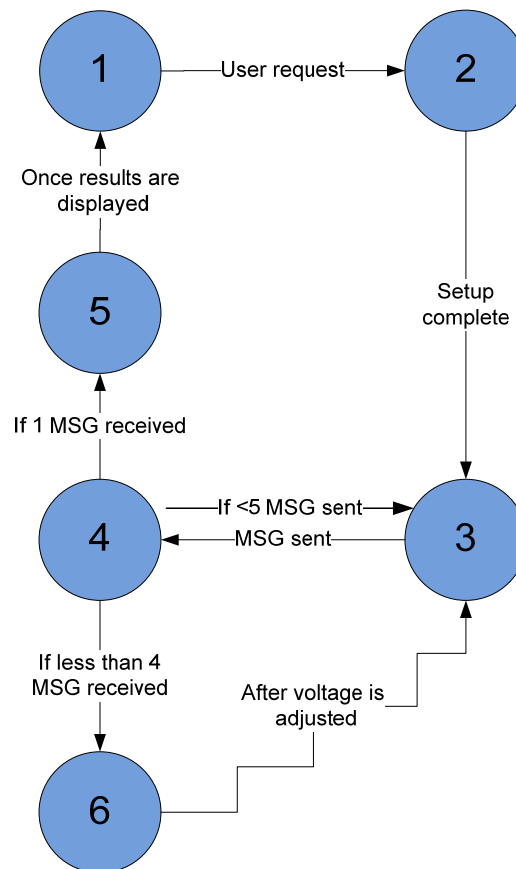 1
User request
2
Once results are
displayed
5
Setup
complete
If 1 MSG received
4
If <5 MSG sent
MSG sent
3
If less than 4
MSG received
After voltage is
adjusted
6